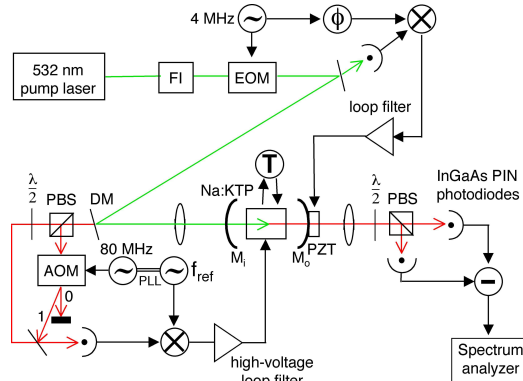 4 MHz
ϕ
532 nm
pump laser
FI
EOM
loop filter
T
Na:KTP
InGaAs PIN
photodiodes
λ
2
PBS
DM
λ
2
PBS
M_i
M_o
PZT
80 MHz
f_ref
PLL
AOM
0
1
Spectrum
analyzer
high-voltage
loop filter